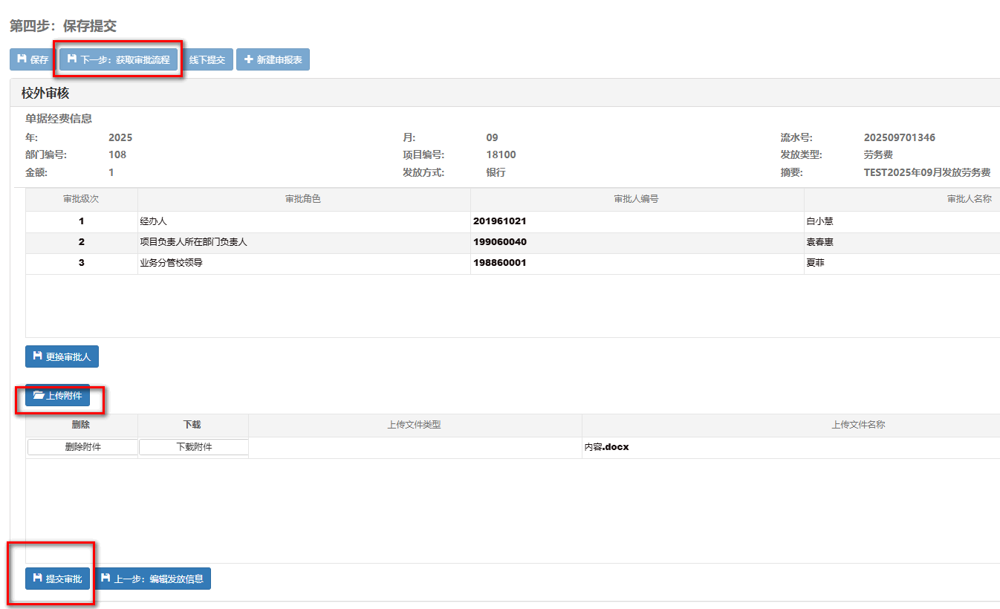 第四步：保存提交
保存 下一步：获取审批流程 线下提交 新建申报表
校外审核
单据经费信息
年: 2025 月: 09 流水号: 202509701346
部门编号: 108 项目编号: 18100 发放类型: 劳务费
金额: 1 发放方式: 银行 摘要: TEST2025年09月发放劳务费
审批级次 审批角色 审批人编号 审批人名称
1 经办人 201961021 白小慧
2 项目负责人所在部门负责人 199060040 袁春惠
3 业务分管校领导 198860001 夏菲
更换审批人
上传附件
删除 下载 上传文件类型 上传文件名称
删除附件 下载附件 内容.docx
提交审批 上一步：编辑发放信息